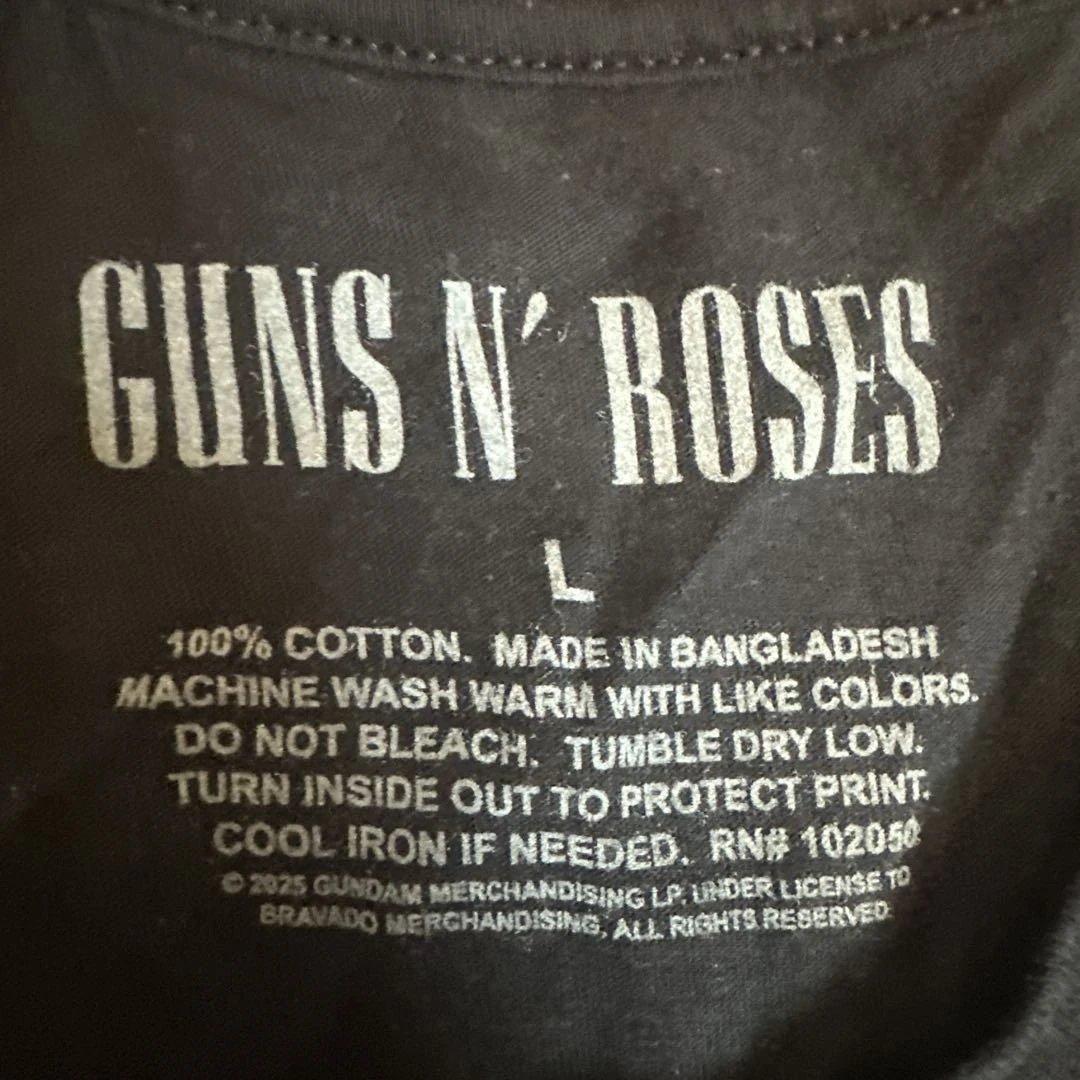 GUNS N' ROSES
L
100% COTTON. MADE IN BANGLADESH
MACHINE WASH WARM WITH LIKE COLORS.
DO NOT BLEACH. TUMBLE DRY LOW.
TURN INSIDE OUT TO PROTECT PRINT.
COOL IRON IF NEEDED. RN# 102050
© 2025 GUNDAM MERCHANDISING LP. UNDER LICENSE TO
BRAVADO MERCHANDISING, ALL RIGHTS RESERVED